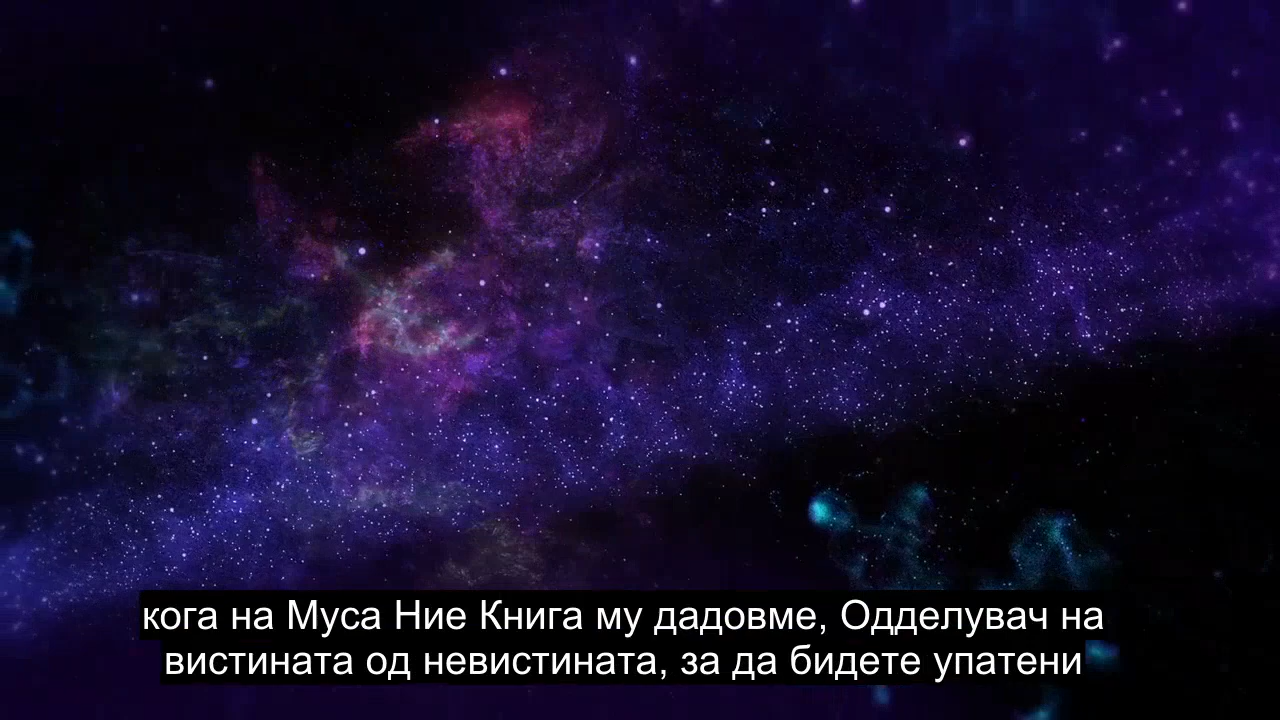 кога на Муса Ние Книга му дадовме, Одделувач на
вистината од невистината, за да бидете упатени